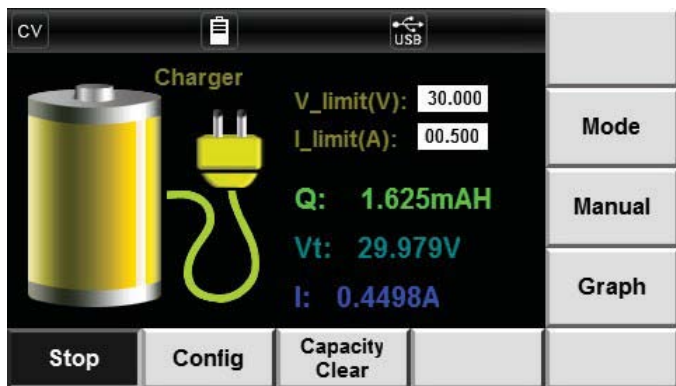 CV
USB
Charger
V_limit(V): 30.000
I_limit(A): 00.500
Q: 1.625mAH
Vt: 29.979V
I: 0.4498A
Mode
Manual
Graph
Stop
Config
Capacity
Clear